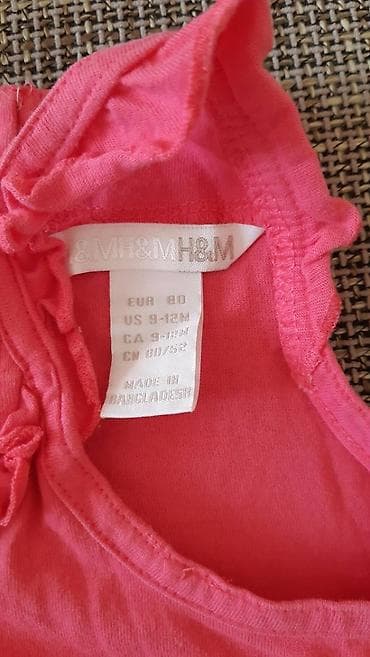 &MH&MH&M
EUR 80
US 9-12M
CA 9-12M
CN 80/52
MADE IN
BANGLADESH